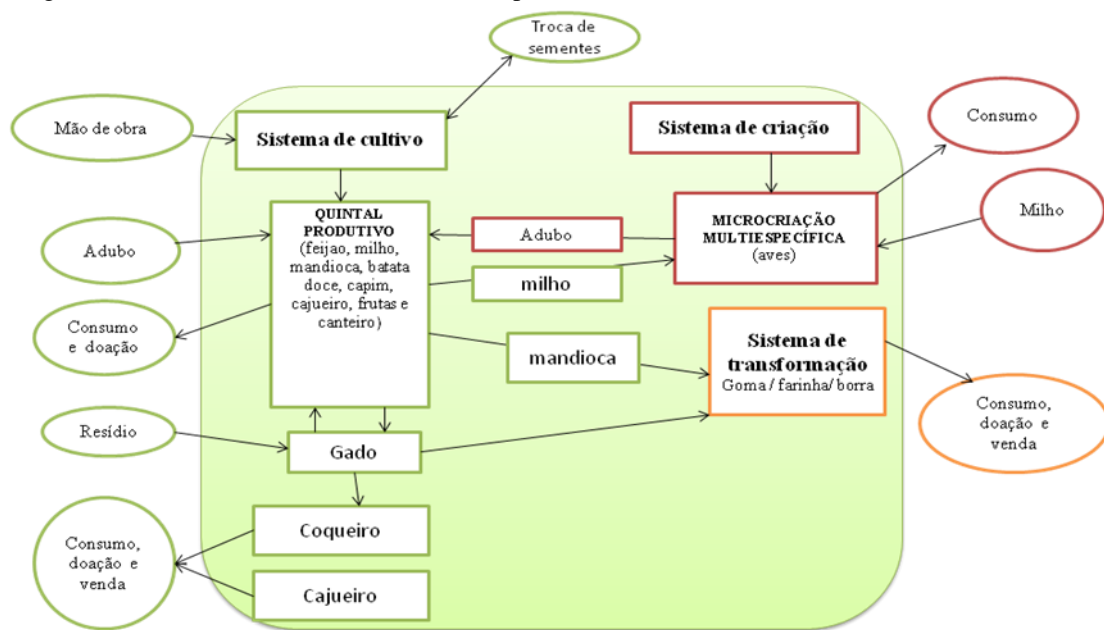 Troca de
sementes
Mão de obra
Sistema de cultivo
Sistema de criação
Consumo
QUINTAL
PRODUTIVO
(feijao, milho,
mandioca, batata
doce, capim,
cajueiro, frutas e
canteiro)
Adubo
MICROCRIAÇÃO
MULTIESPECÍFICA
(aves)
Milho
Adubo
milho
Consumo
e doação
mandioca
Sistema de
transformação
Goma / farinha/ borra
Resídio
Gado
Consumo,
doação e
venda
Coqueiro
Consumo,
doação e
venda
Cajueiro